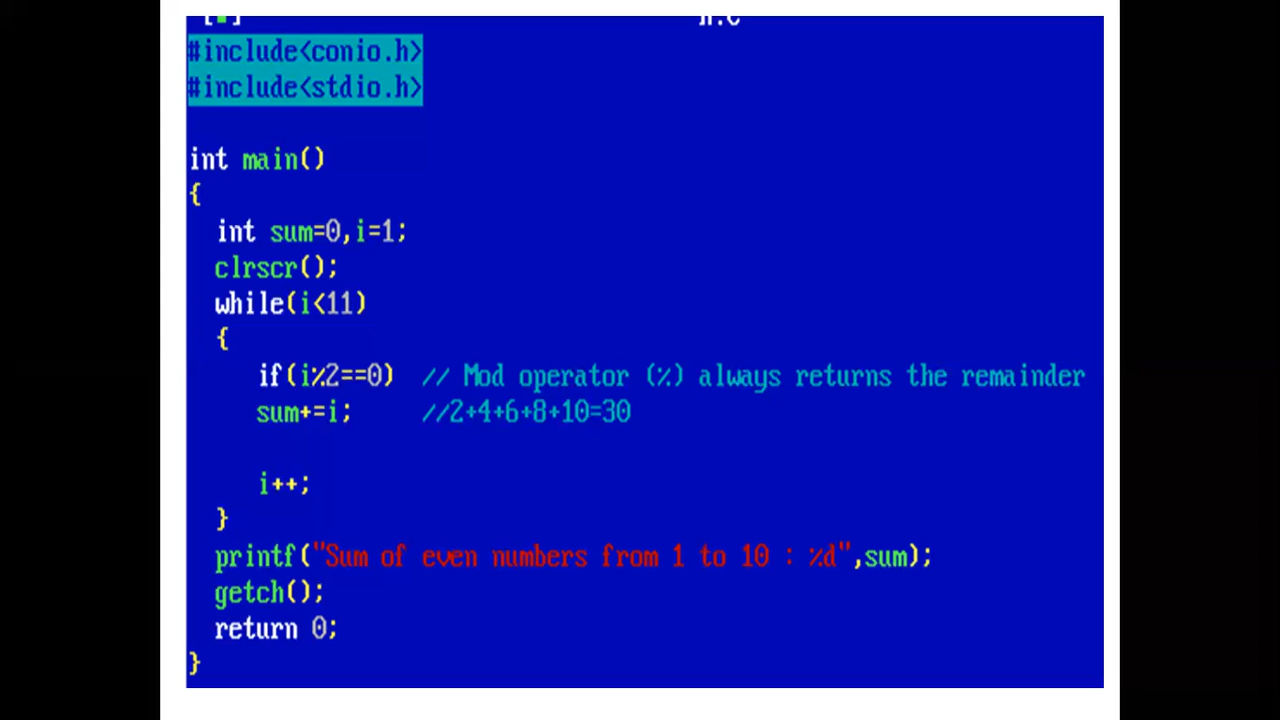 #include<conio.h>
#include<stdio.h>
int main()
{
int sum=0,i=1;
clrscr();
while(i<11)
{
if(i%2==0) // Mod operator (%) always returns the remainder
sum+=i; //2+4+6+8+10=30
i++;
}
printf("Sum of even numbers from 1 to 10 : %d",sum);
getch();
return 0;
}